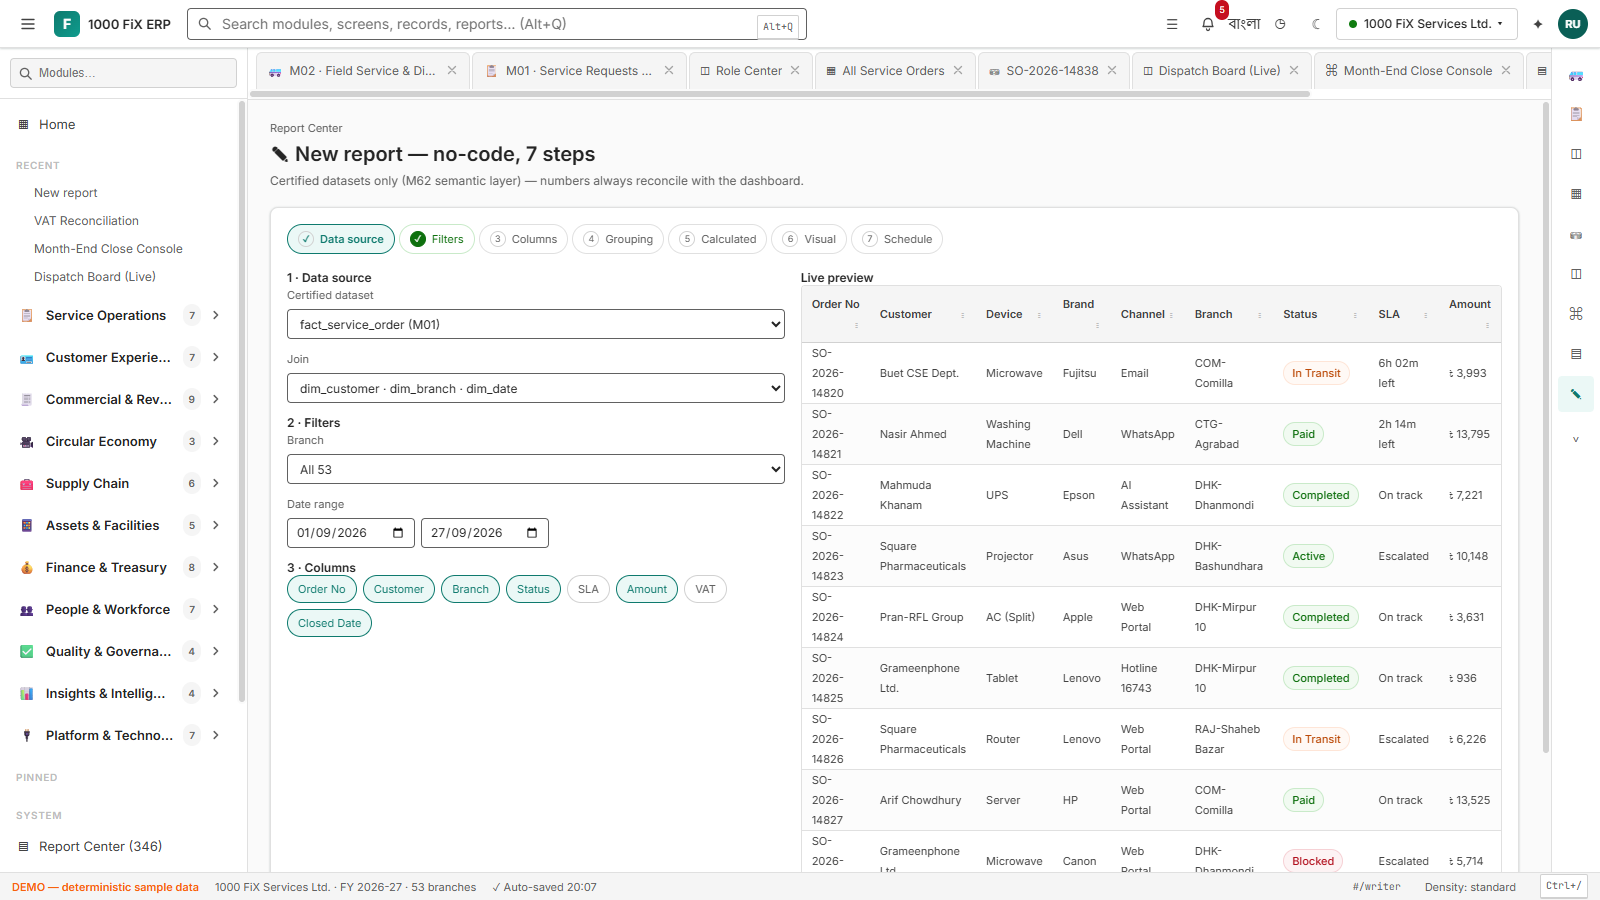 F 1000 FiX ERP
Search modules, screens, records, reports... (Alt+Q)
Alt+Q
5
বাংলা
1000 FiX Services Ltd.
RU
Modules...
M02 · Field Service & Di...
M01 · Service Requests ...
Role Center
All Service Orders
SO-2026-14838
Dispatch Board (Live)
Month-End Close Console
Home
RECENT
New report
VAT Reconciliation
Month-End Close Console
Dispatch Board (Live)
Service Operations 7
Customer Experie... 7
Commercial & Rev... 9
Circular Economy 3
Supply Chain 6
Assets & Facilities 5
Finance & Treasury 8
People & Workforce 7
Quality & Governa... 4
Insights & Intellig... 4
Platform & Techno... 7
PINNED
SYSTEM
Report Center (346)
Report Center
New report — no-code, 7 steps
Certified datasets only (M62 semantic layer) — numbers always reconcile with the dashboard.
✓ Data source
✓ Filters
3 Columns
4 Grouping
5 Calculated
6 Visual
7 Schedule
1 · Data source
Certified dataset
fact_service_order (M01)
Join
dim_customer · dim_branch · dim_date
2 · Filters
Branch
All 53
Date range
01/09/2026
27/09/2026
3 · Columns
Order No
Customer
Branch
Status
SLA
Amount
VAT
Closed Date
Live preview
Order No Customer Device Brand Channel Branch Status SLA Amount
SO-2026-14820 Buet CSE Dept. Microwave Fujitsu Email COM-Comilla In Transit 6h 02m left ৳ 3,993
SO-2026-14821 Nasir Ahmed Washing Machine Dell WhatsApp CTG-Agrabad Paid 2h 14m left ৳ 13,795
SO-2026-14822 Mahmuda Khanam UPS Epson AI Assistant DHK-Dhanmondi Completed On track ৳ 7,221
SO-2026-14823 Square Pharmaceuticals Projector Asus WhatsApp DHK-Bashundhara Active Escalated ৳ 10,148
SO-2026-14824 Pran-RFL Group AC (Split) Apple Web Portal DHK-Mirpur 10 Completed On track ৳ 3,631
SO-2026-14825 Grameenphone Ltd. Tablet Lenovo Hotline 16743 DHK-Mirpur 10 Completed On track ৳ 936
SO-2026-14826 Square Pharmaceuticals Router Lenovo Web Portal RAJ-Shaheb Bazar In Transit Escalated ৳ 6,226
SO-2026-14827 Arif Chowdhury Server HP Web Portal COM-Comilla Paid On track ৳ 13,525
SO-2026- Grameenphone Ltd. Microwave Canon Web Portal DHK-Dhanmondi Blocked Escalated ৳ 5,714
DEMO — deterministic sample data
1000 FiX Services Ltd. · FY 2026-27 · 53 branches
✓ Auto-saved 20:07
#/writer
Density: standard
Ctrl+/